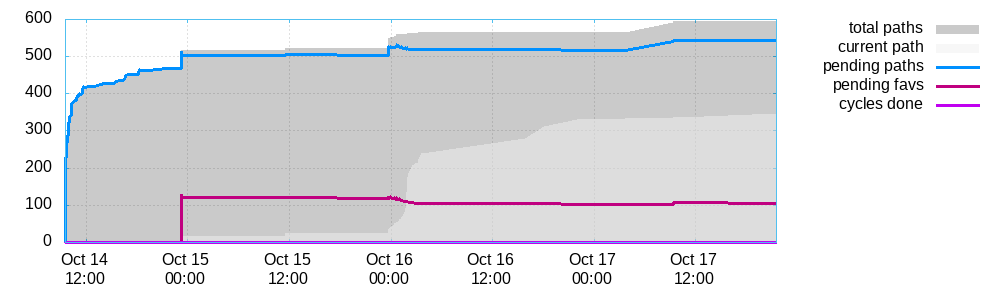 600
500
400
300
200
100
0
Oct 14
12:00
Oct 15
00:00
Oct 15
12:00
Oct 16
00:00
Oct 16
12:00
Oct 17
00:00
Oct 17
12:00
total paths
current path
pending paths
pending favs
cycles done